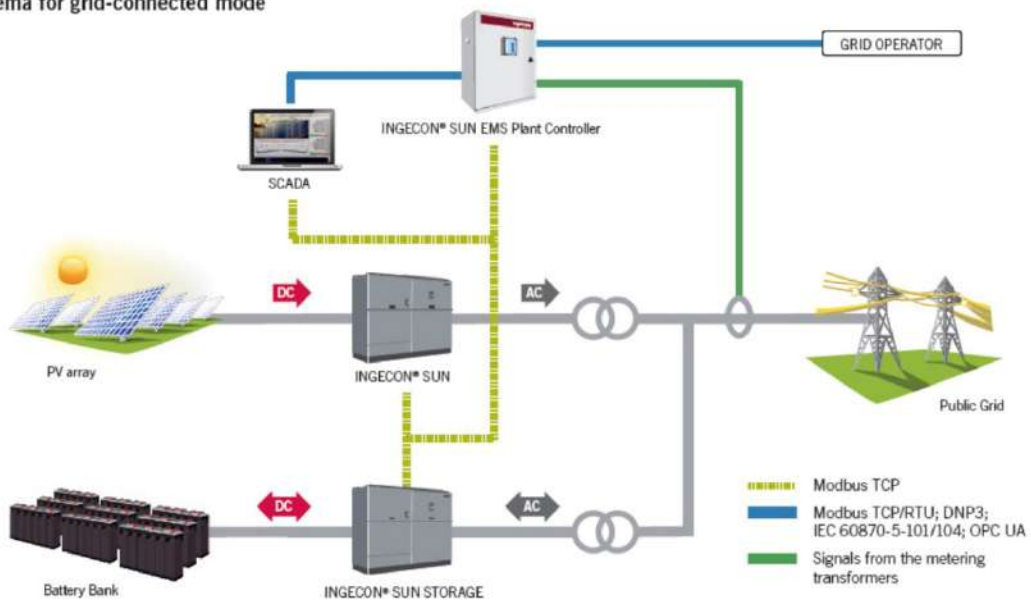 ema for grid-connected mode
GRID OPERATOR
INGECON® SUN EMS Plant Controller
SCADA
DC
AC
PV array
INGECON® SUN
Public Grid
DC
AC
Battery Bank
INGECON® SUN STORAGE
Modbus TCP
Modbus TCP/RTU; DNP3;
IEC 60870-5-101/104; OPC UA
Signals from the metering
transformers